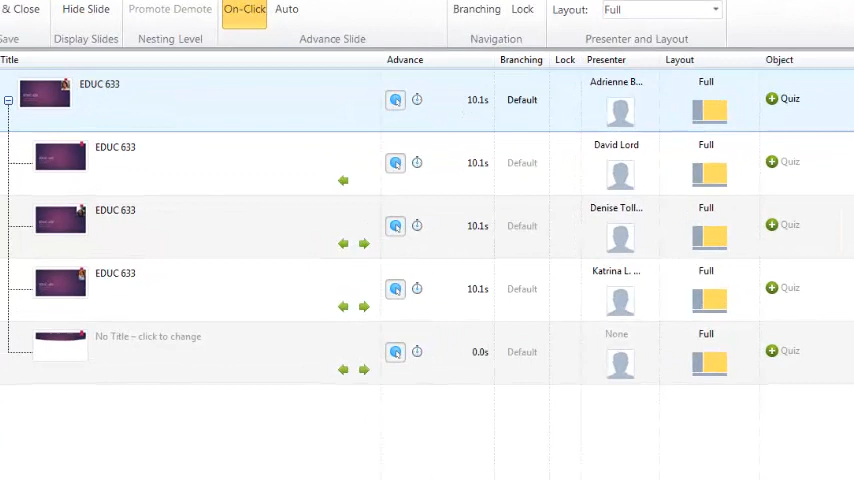 & Close Hide Slide Promote Demote On-Click Auto Branching Lock Layout: Full
Save Display Slides Nesting Level Advance Slide Navigation Presenter and Layout
Title Advance Branching Lock Presenter Layout Object
EDUC 633 10.1s Default Adrienne B... Full Quiz
EDUC 633 10.1s Default David Lord Full Quiz
EDUC 633 10.1s Default Denise Toll... Full Quiz
EDUC 633 10.1s Default Katrina L. ... Full Quiz
No Title – click to change 0.0s Default None Full Quiz